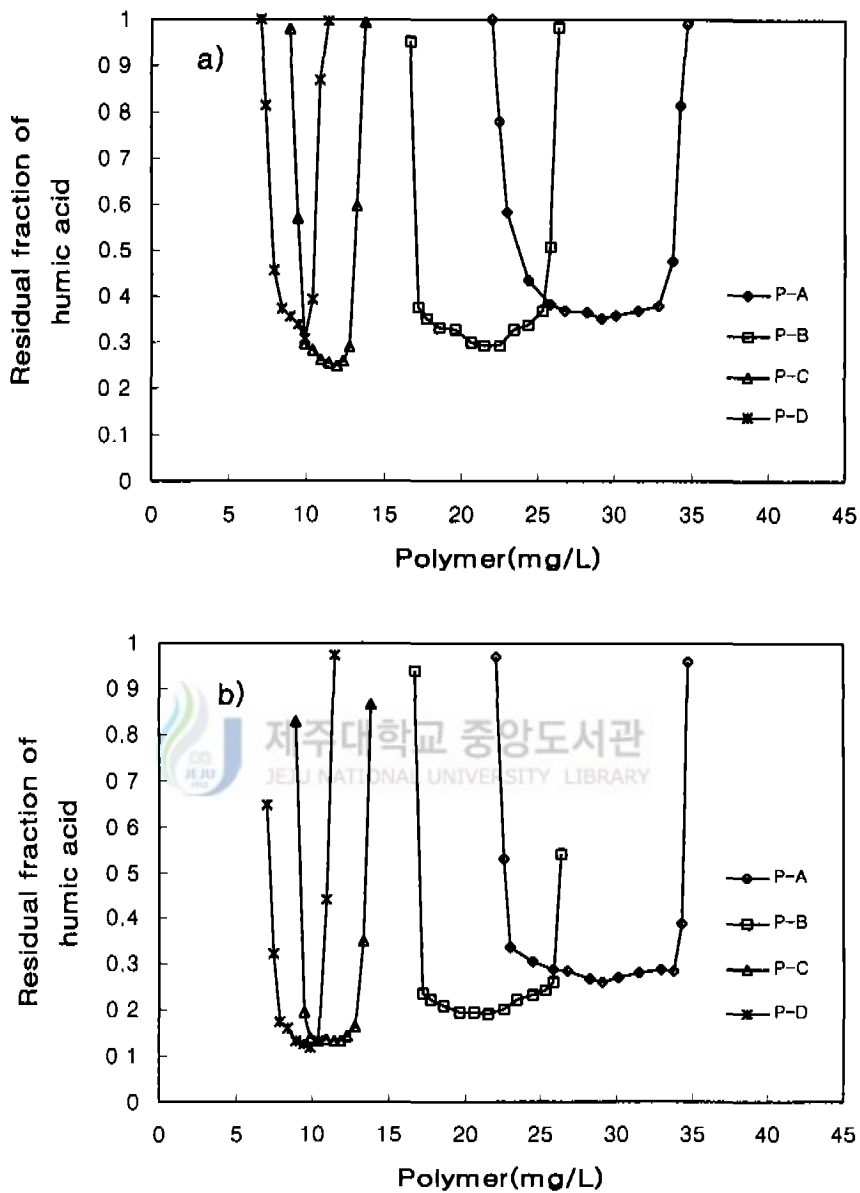 a)
Residual fraction of
humic acid
1
0 9
0 8
0 7
0.6
0.5
0.4
0.3
0.2
0.1
0
0 5 10 15 20 25 30 35 40 45
Polymer(mg/L)
P-A
P-B
P-C
P-D
b)
Residual fraction of
humic acid
1
0 9
0.8
0.7
0 6
0 5
0 4
0.3
0.2
0 1
0
0 5 10 15 20 25 30 35 40 45
Polymer(mg/L)
P-A
P-B
P-C
P-D
제주대학교 중앙도서관
JEJU NATIONAL UNIVERSITY LIBRARY
JEJU
1952